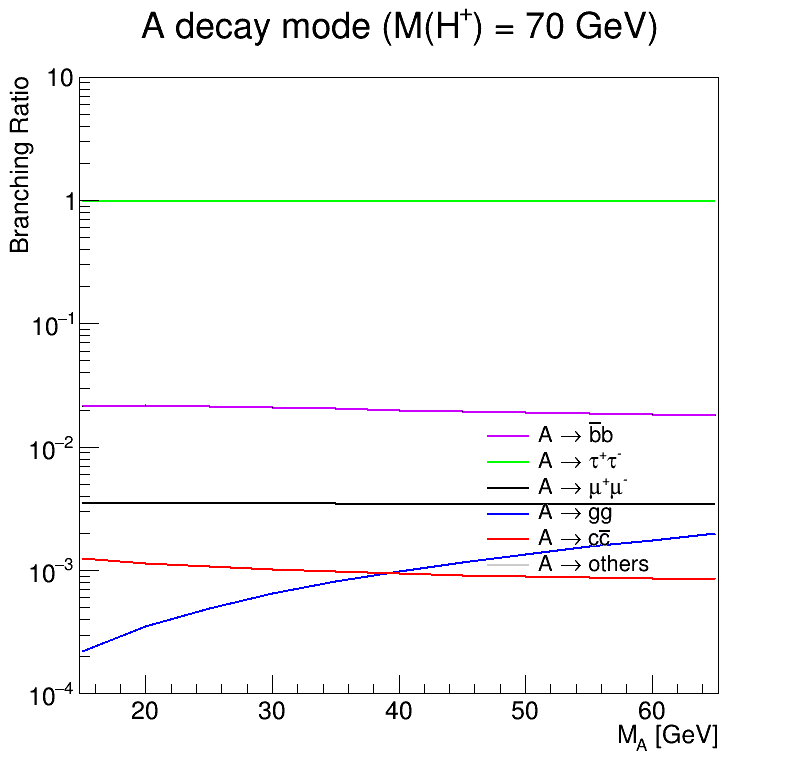 A decay mode (M(H⁺) = 70 GeV)
Branching Ratio
10
1
10⁻¹
10⁻²
10⁻³
10⁻⁴
A → b̅b
A → τ⁺τ⁻
A → μ⁺μ⁻
A → gg
A → cc̅
A → others
20 30 40 50 60
M_A [GeV]